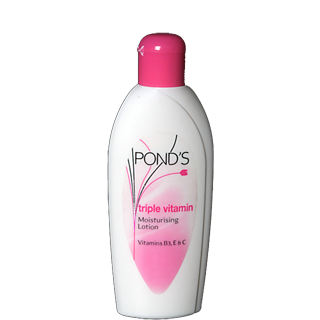 POND'S
triple vitamin
Moisturising
Lotion
Vitamins B3, E & C